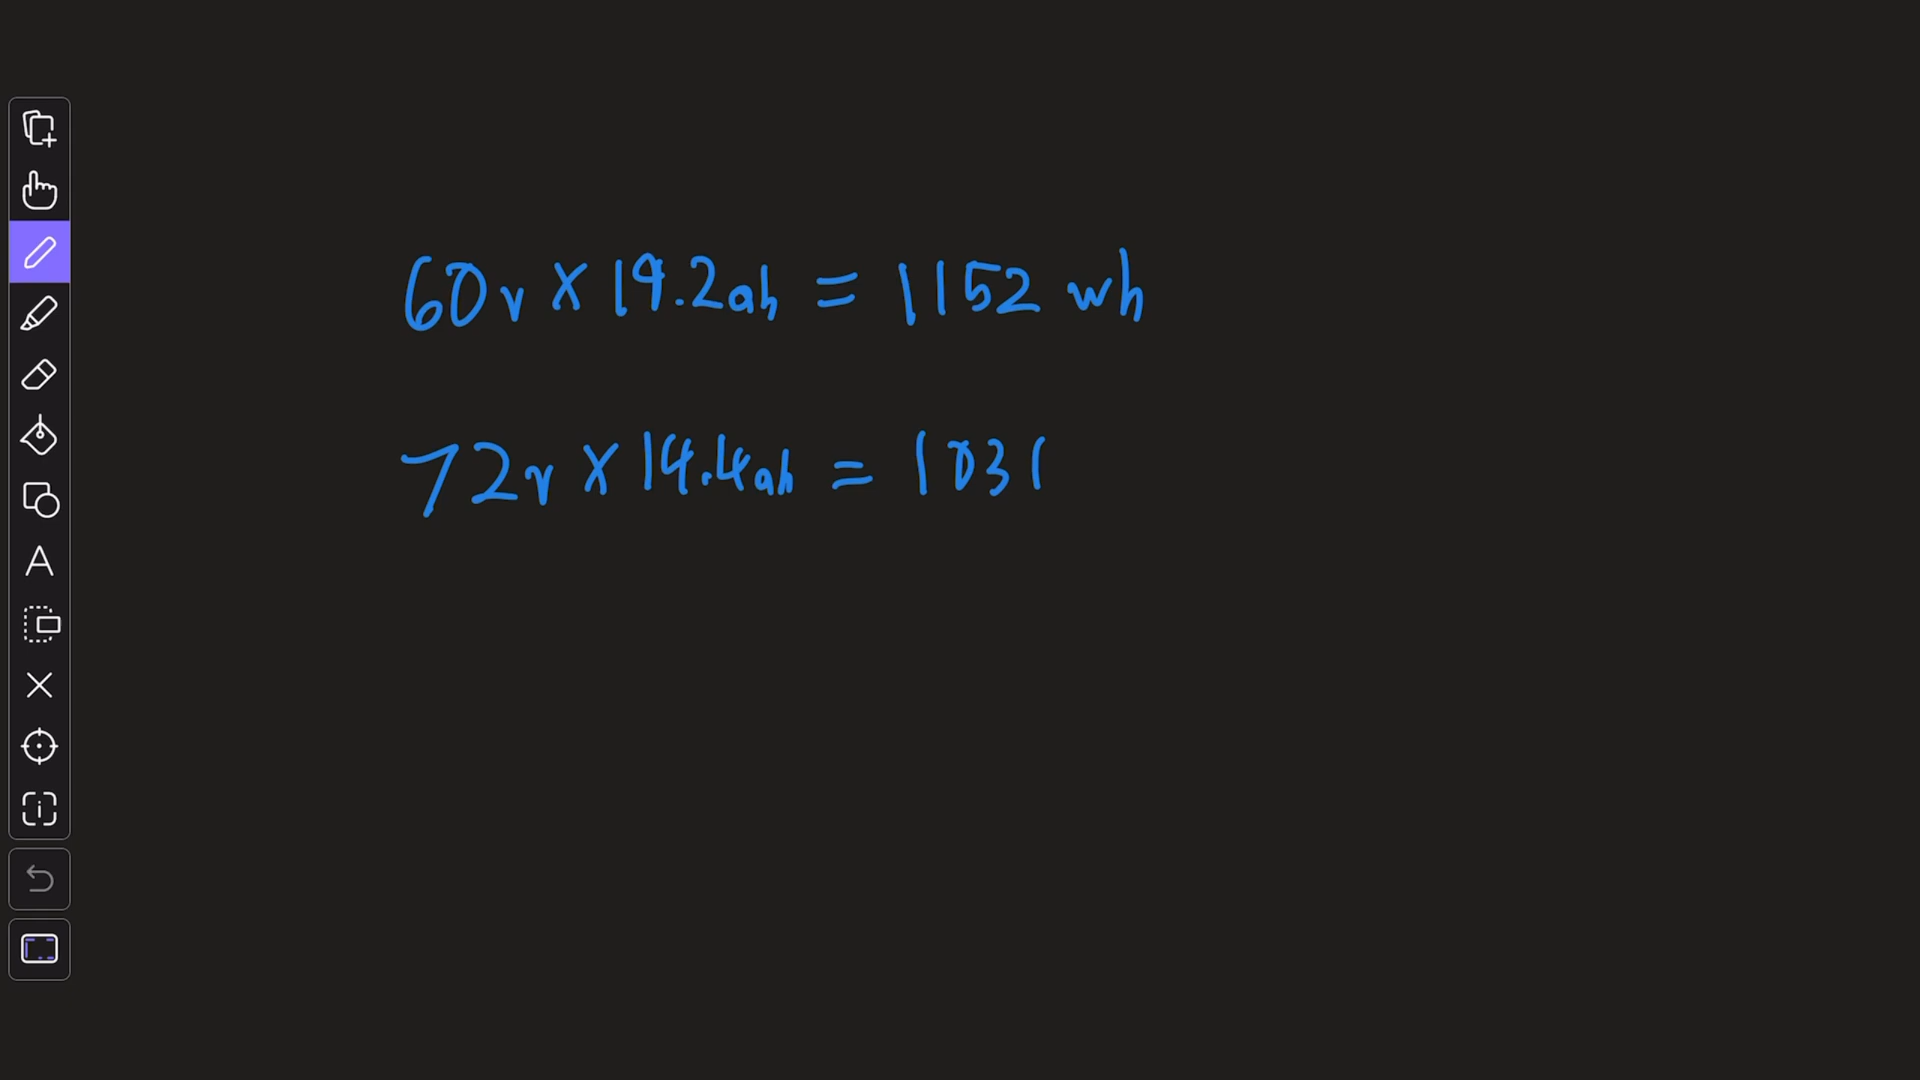 60v x 19.2ah = 1152 wh
72v x 14.4ah = 1031
A